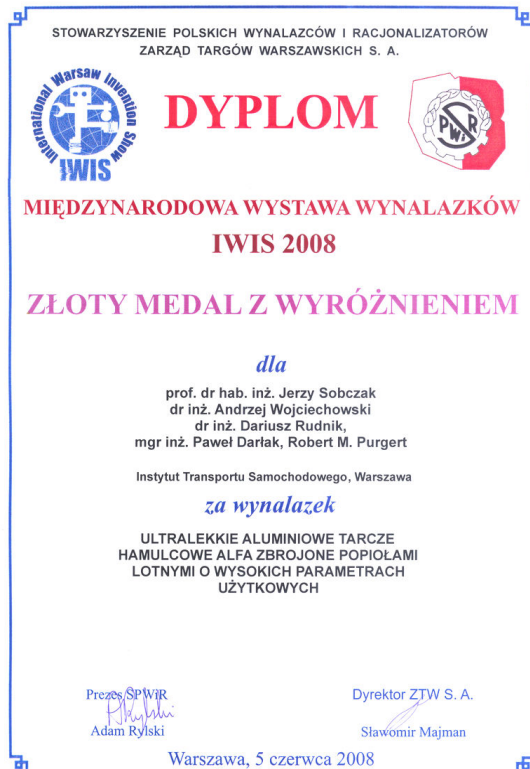 STOWARZYSZENIE POLSKICH WYNALAZCÓW I RACJONALIZATORÓW
ZARZĄD TARGÓW WARSZAWSKICH S. A.
International Warsaw Invention Show
IWIS
DYPLOM
SPWiR
MIĘDZYNARODOWA WYSTAWA WYNALAZKÓW
IWIS 2008
ZŁOTY MEDAL Z WYRÓŻNIENIEM
dla
prof. dr hab. inż. Jerzy Sobczak
dr inż. Andrzej Wojciechowski
dr inż. Dariusz Rudnik,
mgr inż. Paweł Darłak, Robert M. Purgert
Instytut Transportu Samochodowego, Warszawa
za wynalazek
ULTRALEKKIE ALUMINIOWE TARCZE
HAMULCOWE ALFA ZBROJONE POPIOŁAMI
LOTNYMI O WYSOKICH PARAMETRACH
UŻYTKOWYCH
Prezes SPWiR
Adam Rylski
Dyrektor ZTW S. A.
Sławomir Majman
Warszawa, 5 czerwca 2008